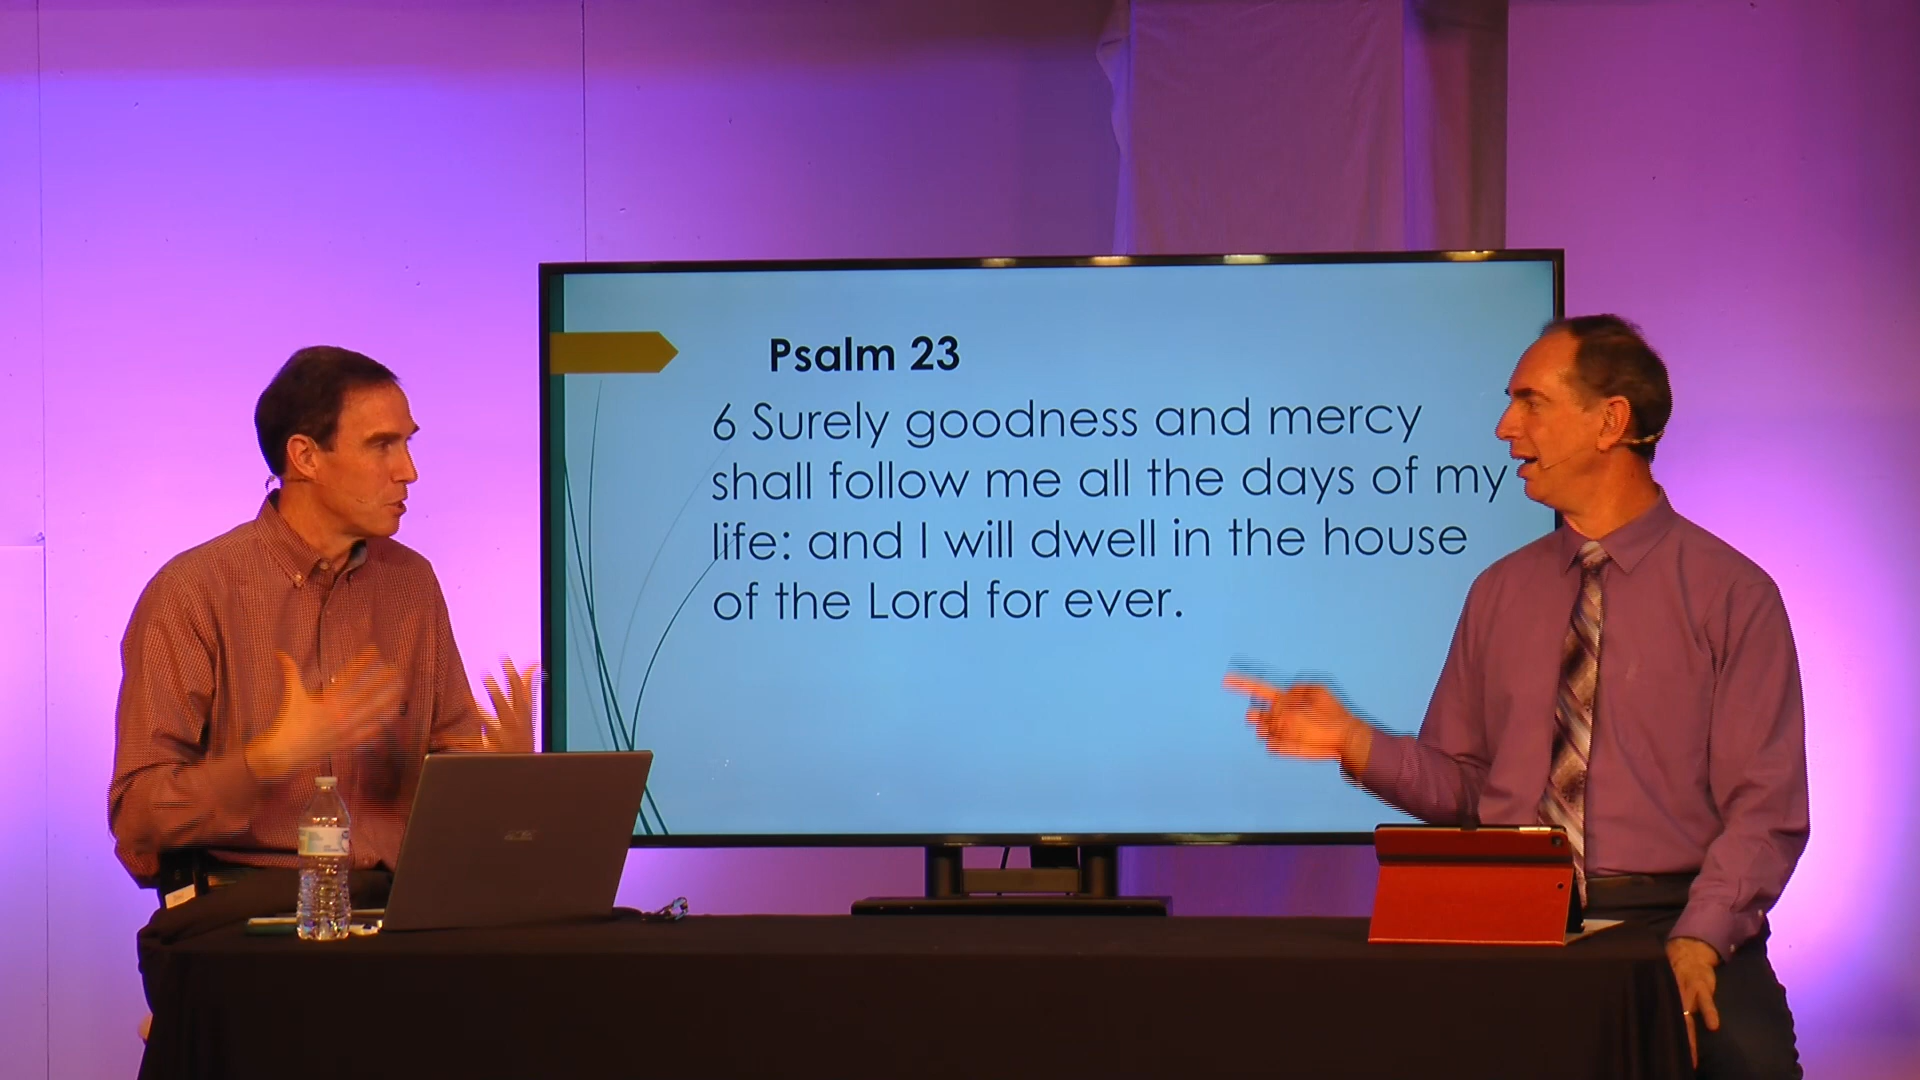 Psalm 23
6 Surely goodness and mercy
shall follow me all the days of my
life: and I will dwell in the house
of the Lord for ever.